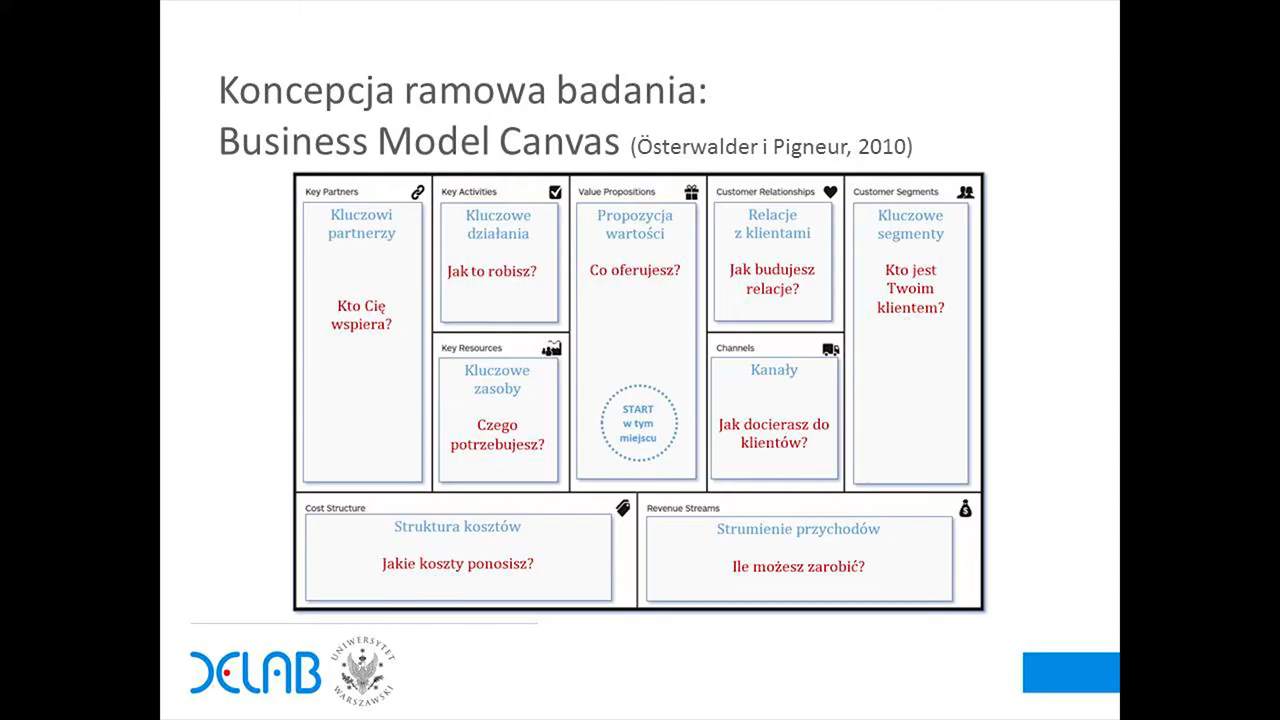 Koncepcja ramowa badania:
Business Model Canvas (Österwalder i Pigneur, 2010)
Key Partners
Kluczowi
partnerzy
Kto Cię
wspiera?
Key Activities
Kluczowe
działania
Jak to robisz?
Key Resources
Kluczowe
zasoby
Czego
potrzebujesz?
Value Propositions
Propozycja
wartości
Co oferujesz?
START
w tym
miejscu
Customer Relationships
Relacje
z klientami
Jak budujesz
relacje?
Channels
Kanały
Jak docierasz do
klientów?
Customer Segments
Kluczowe
segmenty
Kto jest
Twoim
klientem?
Cost Structure
Struktura kosztów
Jakie koszty ponosisz?
Revenue Streams
Strumienie przychodów
Ile możesz zarobić?
DELAB
UNIWERSYTET
WARSZAWSKI